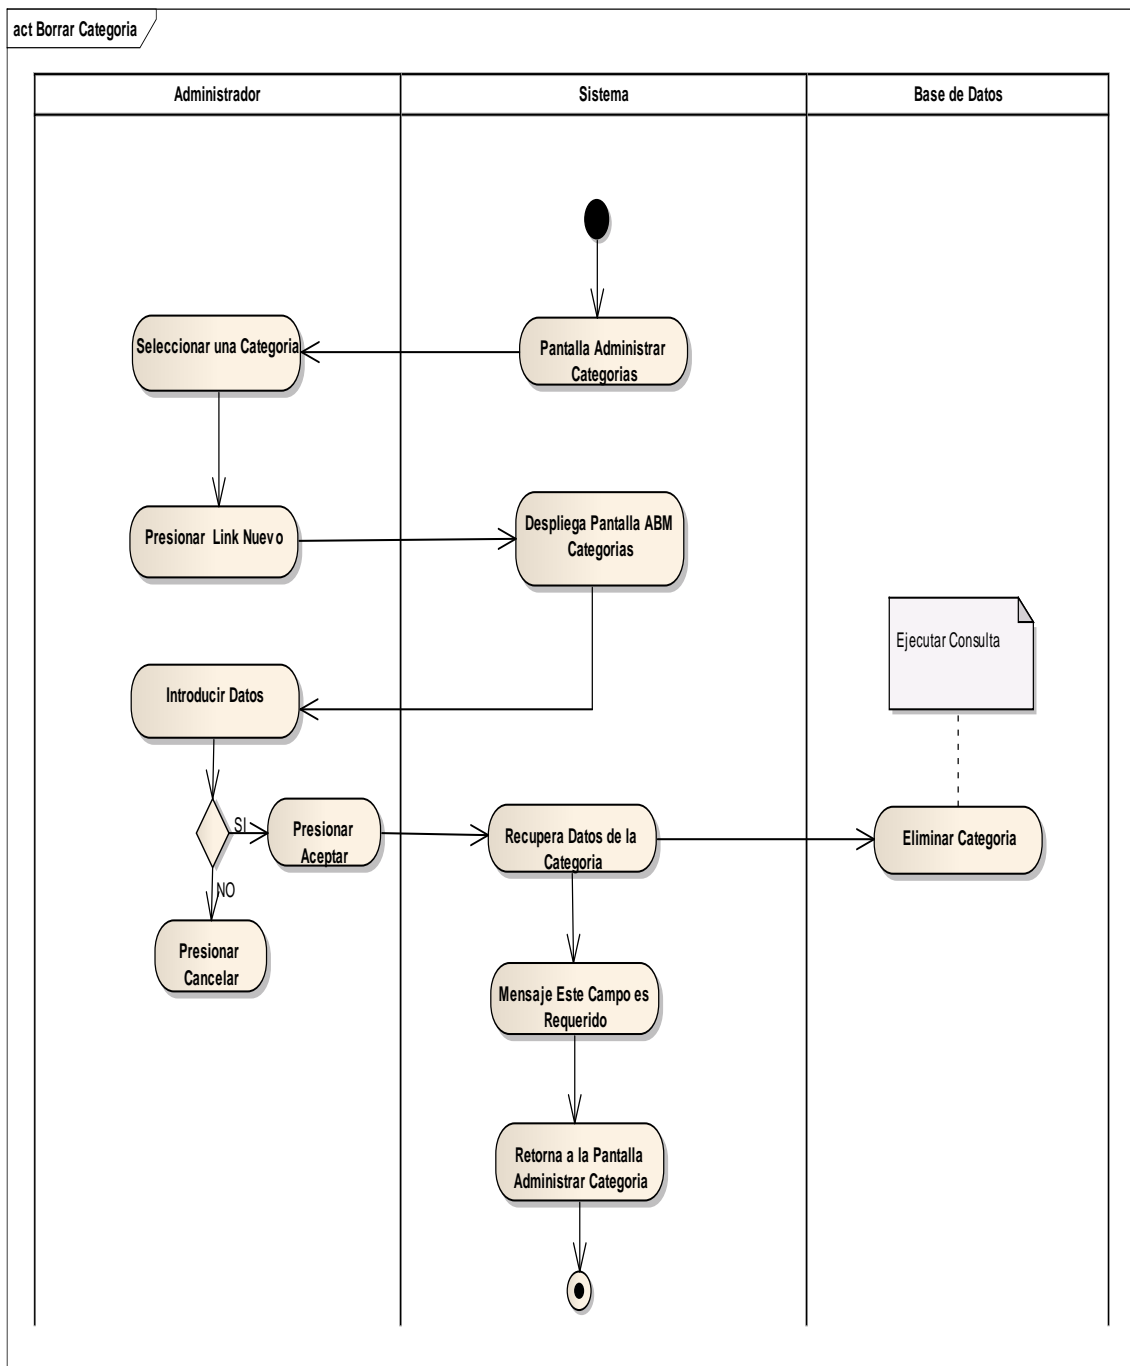 act Borrar Categoria
Administrador
Sistema
Base de Datos
Seleccionar una Categoria
Pantalla Administrar
Categorias
Presionar Link Nuevo
Despliega Pantalla ABM
Categorias
Ejecutar Consulta
Introducir Datos
SI
Presionar
Aceptar
Recupera Datos de la
Categoria
Eliminar Categoria
NO
Presionar
Cancelar
Mensaje Este Campo es
Requerido
Retorna a la Pantalla
Administrar Categoria